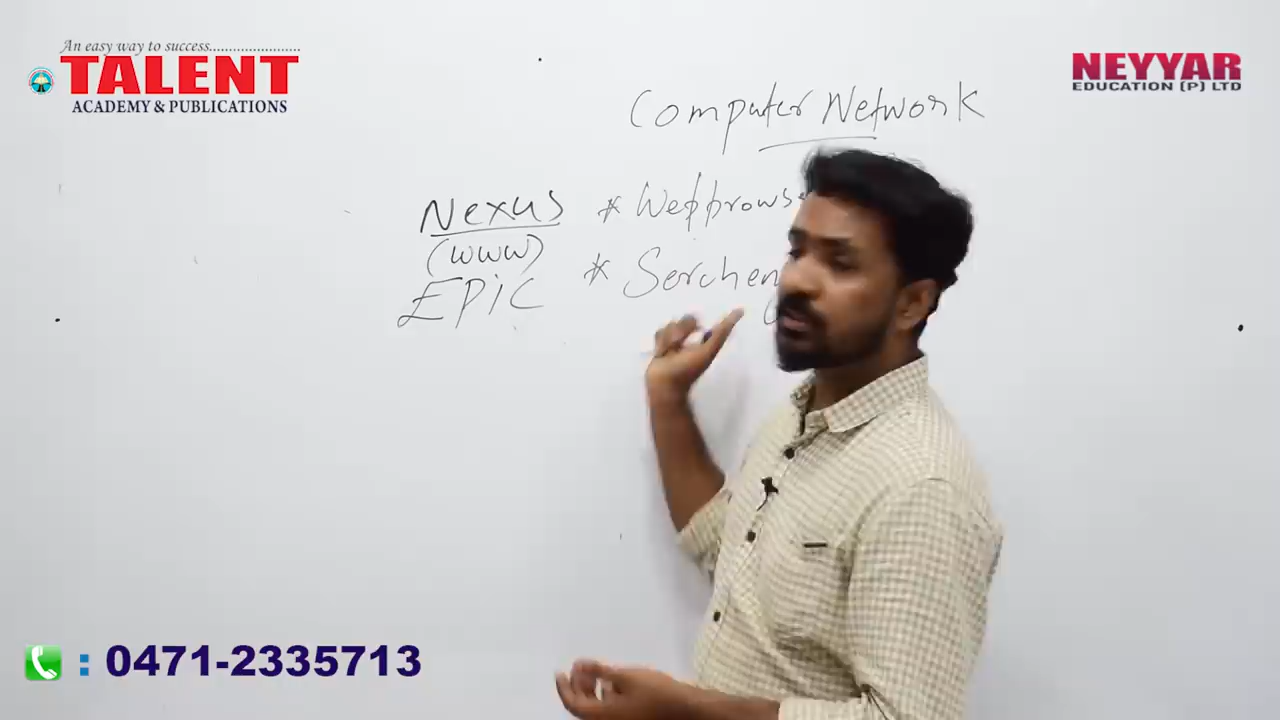 An easy way to success......................
TALENT
ACADEMY & PUBLICATIONS
NEYYAR
EDUCATION (P) LTD
Computer Network
Nexus
(WWW)
EPIC
* Webbrowse
* Serchen
: 0471-2335713